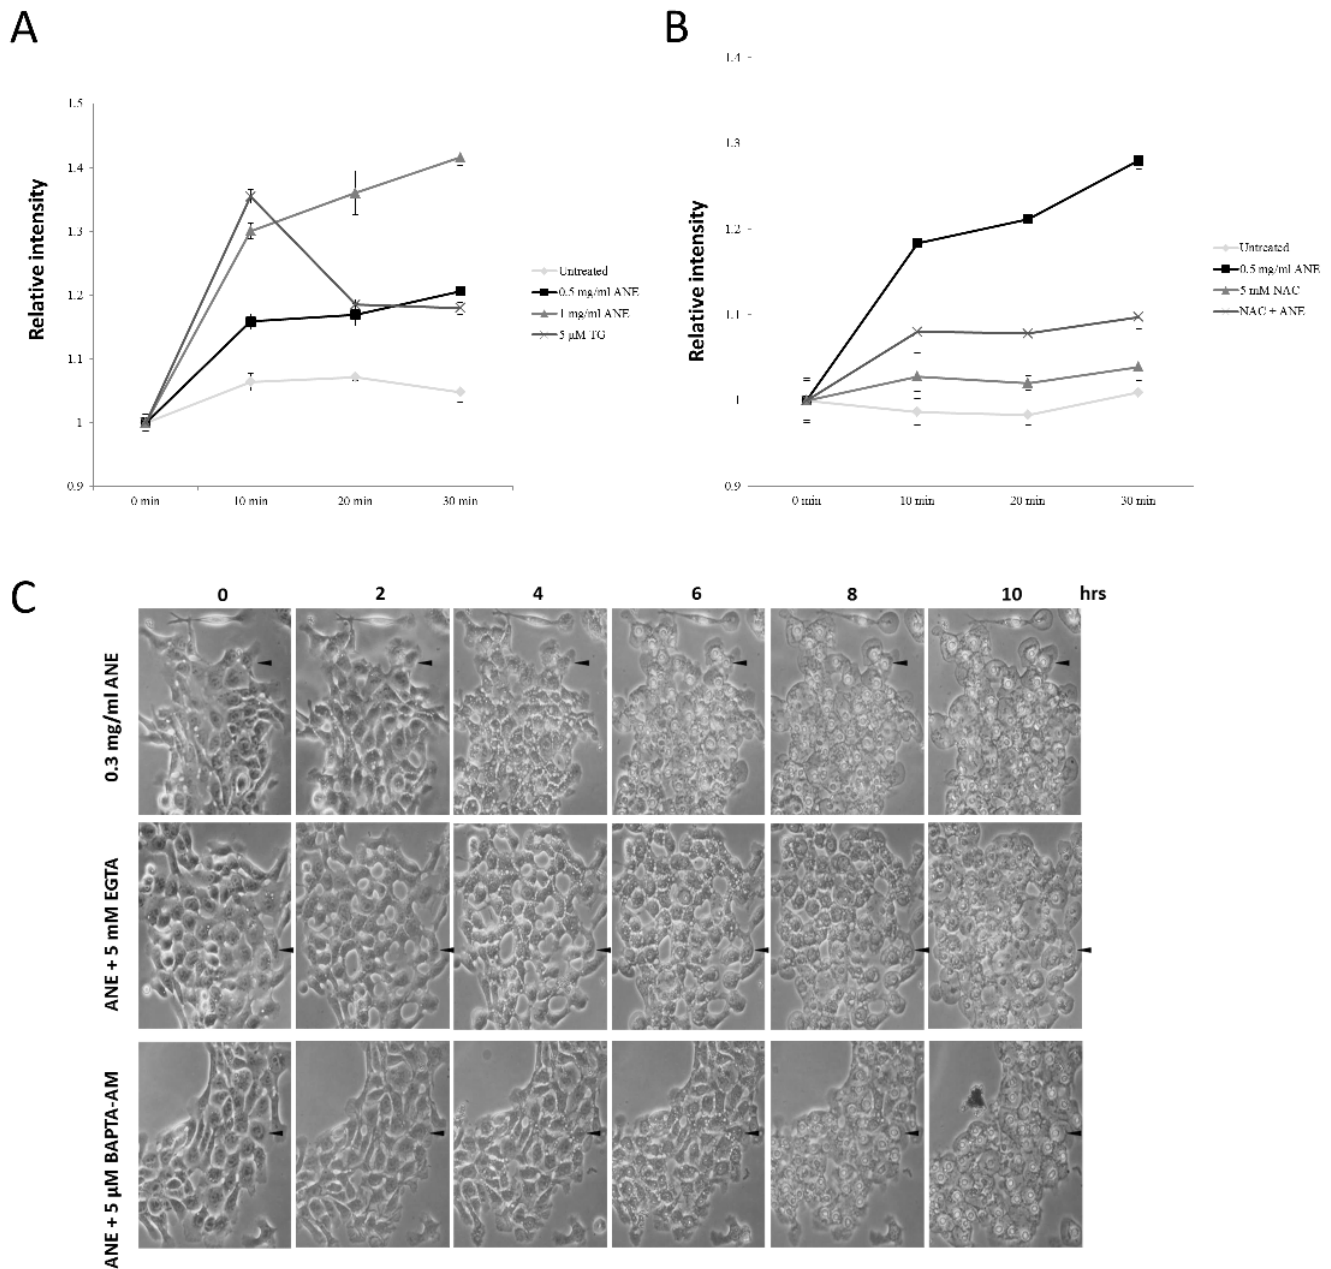 A
1.5
1.4
1.3
1.2
1.1
1
0.9
Relative intensity
0 min
10 min
20 min
30 min
Untreated
0.5 mg/ml ANE
1 mg/ml ANE
5 µM TG
B
1.4
1.3
1.2
1.1
1
0.9
Relative intensity
0 min
10 min
20 min
30 min
Untreated
0.5 mg/ml ANE
5 mM NAC
NAC + ANE
C
0 2 4 6 8 10 hrs
0.3 mg/ml ANE
ANE + 5 mM EGTA
ANE + 5 µM BAPTA-AM